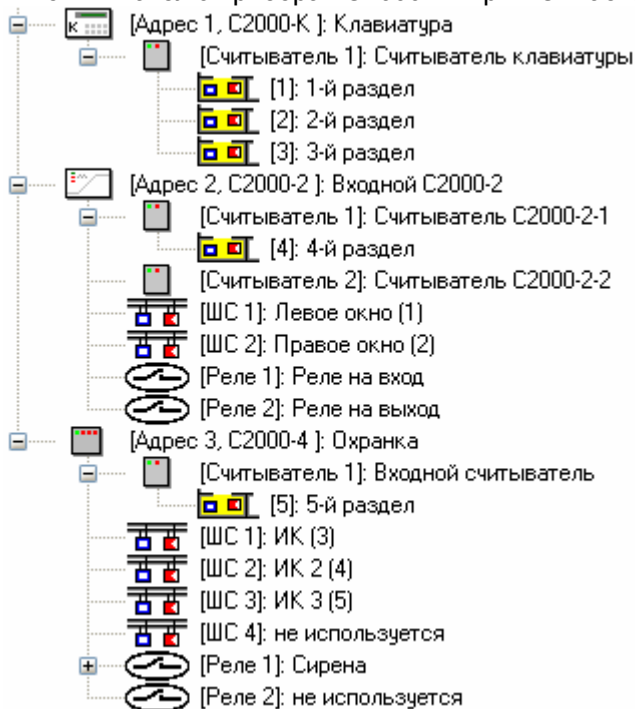 [Адрес 1, С2000-К ]: Клавиатура
[Считыватель 1]: Считыватель клавиатуры
[1]: 1-й раздел
[2]: 2-й раздел
[3]: 3-й раздел
[Адрес 2, С2000-2 ]: Входной С2000-2
[Считыватель 1]: Считыватель С2000-2-1
[4]: 4-й раздел
[Считыватель 2]: Считыватель С2000-2-2
[ШС 1]: Левое окно (1)
[ШС 2]: Правое окно (2)
[Реле 1]: Реле на вход
[Реле 2]: Реле на выход
[Адрес 3, С2000-4 ]: Охранка
[Считыватель 1]: Входной считыватель
[5]: 5-й раздел
[ШС 1]: ИК (3)
[ШС 2]: ИК 2 (4)
[ШС 3]: ИК 3 (5)
[ШС 4]: не используется
[Реле 1]: Сирена
[Реле 2]: не используется